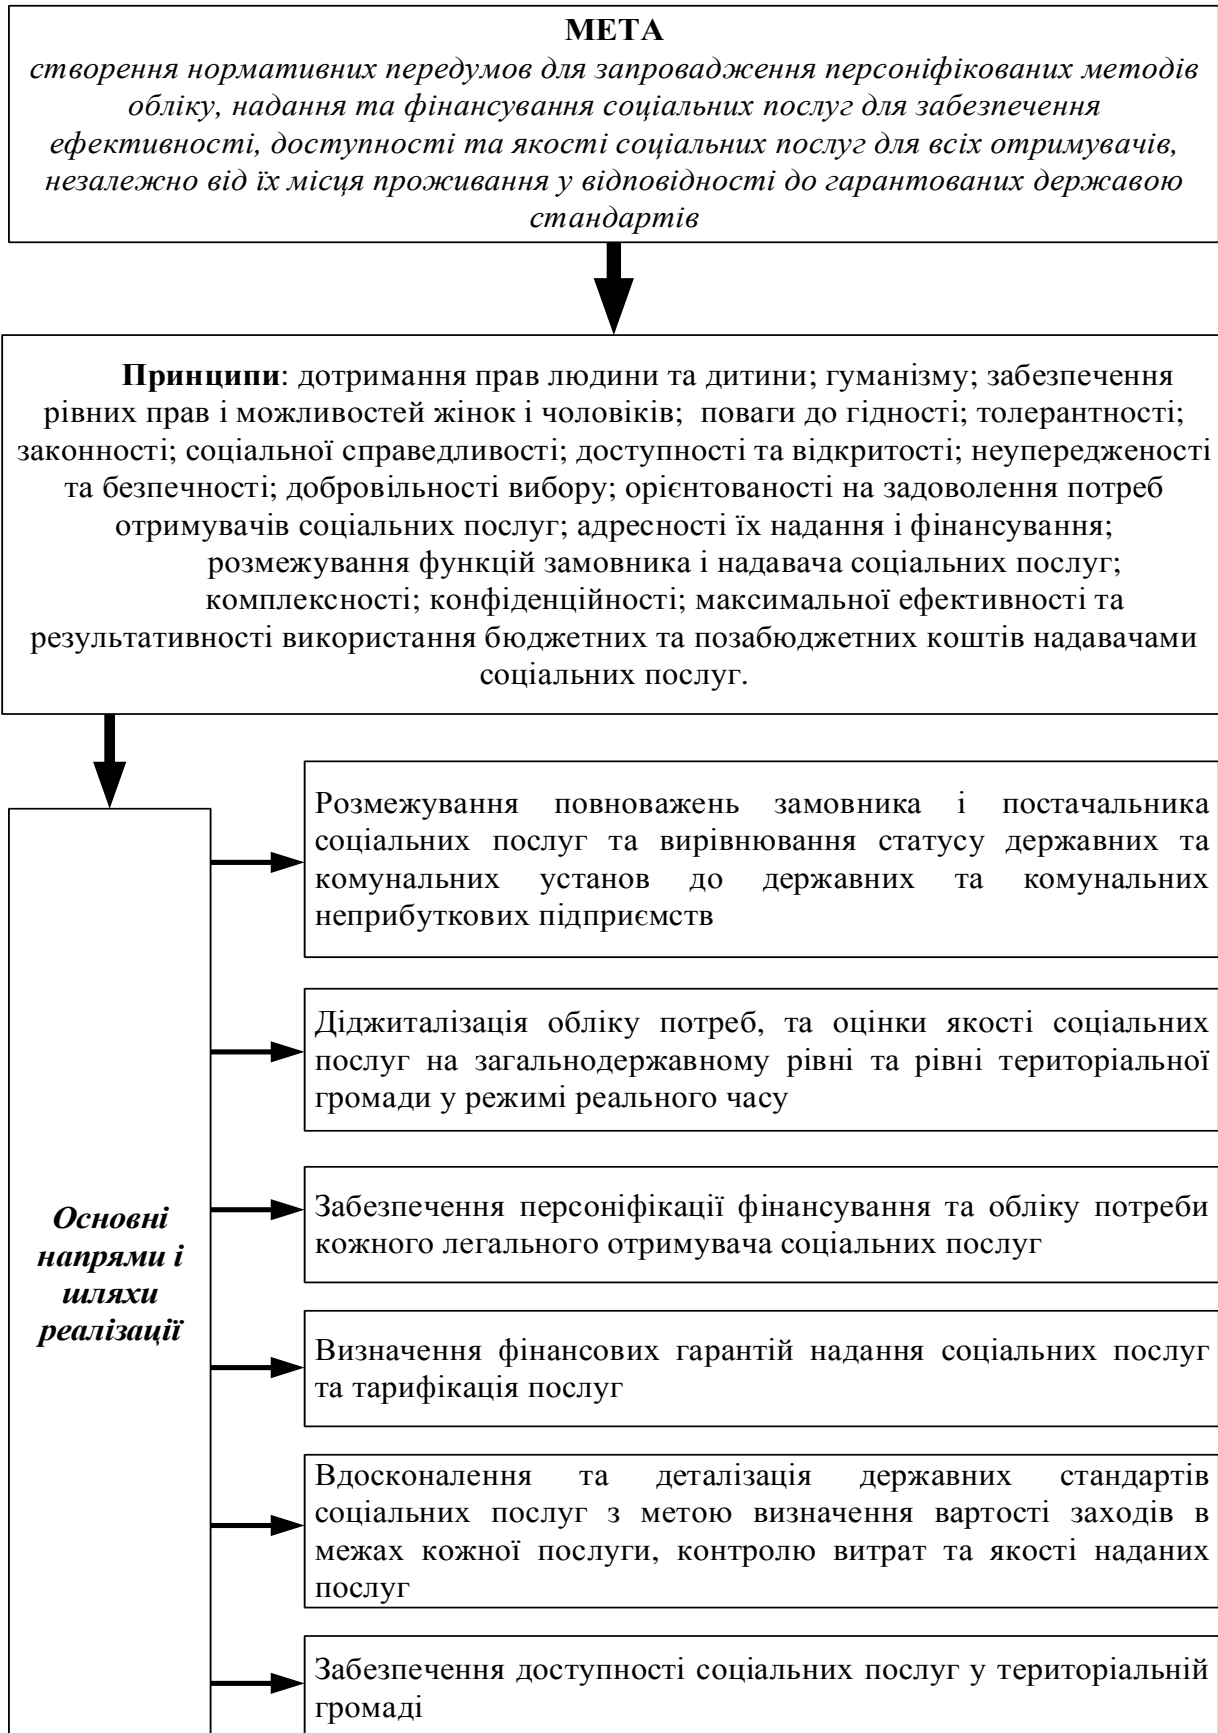 МЕТА
створення нормативних передумов для запровадження персоніфікованих методів
обліку, надання та фінансування соціальних послуг для забезпечення
ефективності, доступності та якості соціальних послуг для всіх отримувачів,
незалежно від їх місця проживання у відповідності до гарантованих державою
стандартів
Принципи: дотримання прав людини та дитини; гуманізму; забезпечення
рівних прав і можливостей жінок і чоловіків; поваги до гідності; толерантності;
законності; соціальної справедливості; доступності та відкритості; неупередженості
та безпечності; добровільності вибору; орієнтованості на задоволення потреб
отримувачів соціальних послуг; адресності їх надання і фінансування;
розмежування функцій замовника і надавача соціальних послуг;
комплексності; конфіденційності; максимальної ефективності та
результативності використання бюджетних та позабюджетних коштів надавачами
соціальних послуг.
Основні
напрями і
шляхи
реалізації
Розмежування повноважень замовника і постачальника
соціальних послуг та вирівнювання статусу державних та
комунальних установ до державних та комунальних
неприбуткових підприємств
Діджиталізація обліку потреб, та оцінки якості соціальних
послуг на загальнодержавному рівні та рівні територіальної
громади у режимі реального часу
Забезпечення персоніфікації фінансування та обліку потреби
кожного легального отримувача соціальних послуг
Визначення фінансових гарантій надання соціальних послуг
та тарифікація послуг
Вдосконалення та деталізація державних стандартів
соціальних послуг з метою визначення вартості заходів в
межах кожної послуги, контролю витрат та якості наданих
послуг
Забезпечення доступності соціальних послуг у територіальній
громаді